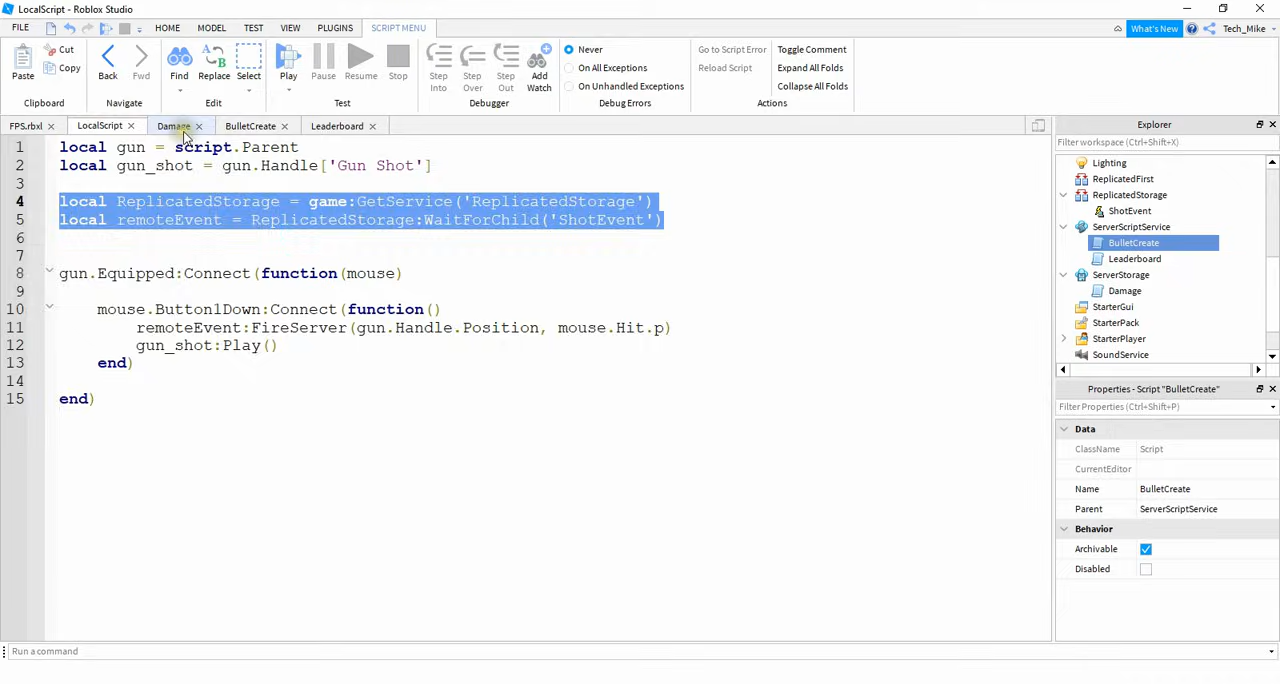 LocalScript - Roblox Studio
FILE HOME MODEL TEST VIEW PLUGINS SCRIPT MENU What's New Tech_Mike
Paste Cut Copy Back Fwd Find Replace Select Play Pause Resume Stop Step Into Step Over Step Out Add Watch Never On All Exceptions On Unhandled Exceptions Go to Script Error Reload Script Toggle Comment Expand All Folds Collapse All Folds
Clipboard Navigate Edit Test Debugger Debug Errors Actions
FPS.rbxl LocalScript Damage BulletCreate Leaderboard
1 local gun = script.Parent
2 local gun_shot = gun.Handle['Gun Shot']
3
4 local ReplicatedStorage = game:GetService('ReplicatedStorage')
5 local remoteEvent = ReplicatedStorage:WaitForChild('ShotEvent')
6
7
8 gun.Equipped:Connect(function(mouse)
9
10 mouse.Button1Down:Connect(function()
11 remoteEvent:FireServer(gun.Handle.Position, mouse.Hit.p)
12 gun_shot:Play()
13 end)
14
15 end)
Explorer
Filter workspace (Ctrl+Shift+X)
Lighting
ReplicatedFirst
ReplicatedStorage
ShotEvent
ServerScriptService
BulletCreate
Leaderboard
ServerStorage
Damage
StarterGui
StarterPack
StarterPlayer
SoundService
Properties - Script "BulletCreate"
Filter Properties (Ctrl+Shift+P)
Data
ClassName Script
CurrentEditor
Name BulletCreate
Parent ServerScriptService
Behavior
Archivable
Disabled
Run a command